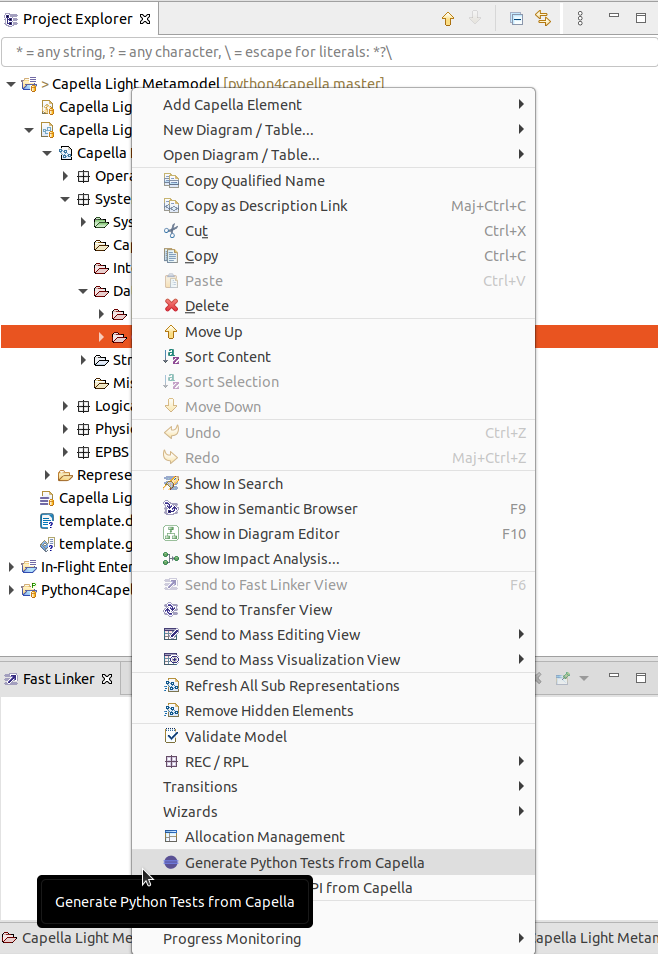 Project Explorer
* = any string, ? = any character, \ = escape for literals: *?\
> Capella Light Metamodel [python4capella master]
Capella Lig
Capella Lig
Capella
Opera
Syste
Sys
Cap
Int
Da
Str
Mis
Logica
Physi
EPBS
Represe
Capella Lig
template.d
template.g
In-Flight Enter
Python4Capel
Add Capella Element
New Diagram / Table...
Open Diagram / Table...
Copy Qualified Name
Copy as Description Link Maj+Ctrl+C
Cut Ctrl+X
Copy Ctrl+C
Paste Ctrl+V
Delete
Move Up
Sort Content
Sort Selection
Move Down
Undo Ctrl+Z
Redo Maj+Ctrl+Z
Show In Search
Show in Semantic Browser F9
Show in Diagram Editor F10
Show Impact Analysis...
Send to Fast Linker View F6
Send to Transfer View
Send to Mass Editing View
Send to Mass Visualization View
Refresh All Sub Representations
Remove Hidden Elements
Validate Model
REC / RPL
Transitions
Wizards
Allocation Management
Generate Python Tests from Capella
PI from Capella
Progress Monitoring
Fast Linker
Generate Python Tests from Capella
Capella Light Me
Capella Light Metam